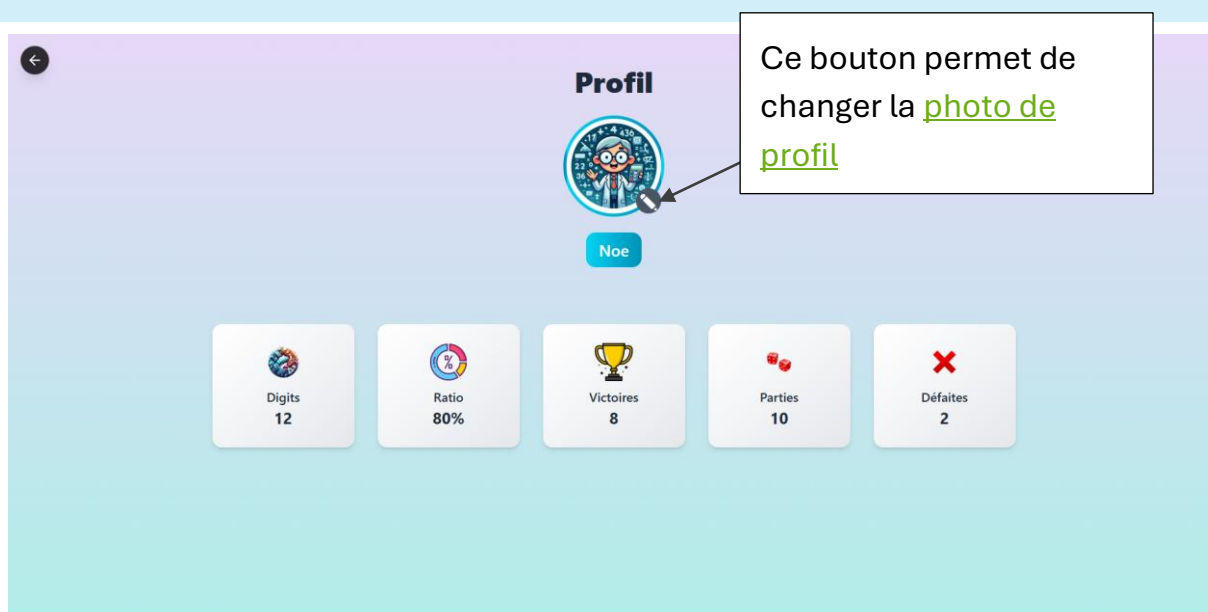 Ce bouton permet de
changer la photo de
profil
Profil
Noe
Digits
12
Ratio
80%
Victoires
8
Parties
10
Défaites
2